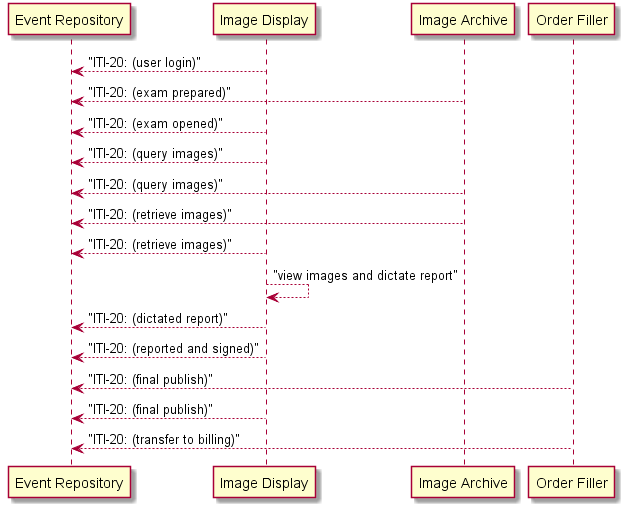 Event Repository Image Display Image Archive Order Filler
"ITI-20: (user login)"
"ITI-20: (exam prepared)"
"ITI-20: (exam opened)"
"ITI-20: (query images)"
"ITI-20: (query images)"
"ITI-20: (retrieve images)"
"ITI-20: (retrieve images)"
"view images and dictate report"
"ITI-20: (dictated report)"
"ITI-20: (reported and signed)"
"ITI-20: (final publish)"
"ITI-20: (final publish)"
"ITI-20: (transfer to billing)"
Event Repository Image Display Image Archive Order Filler